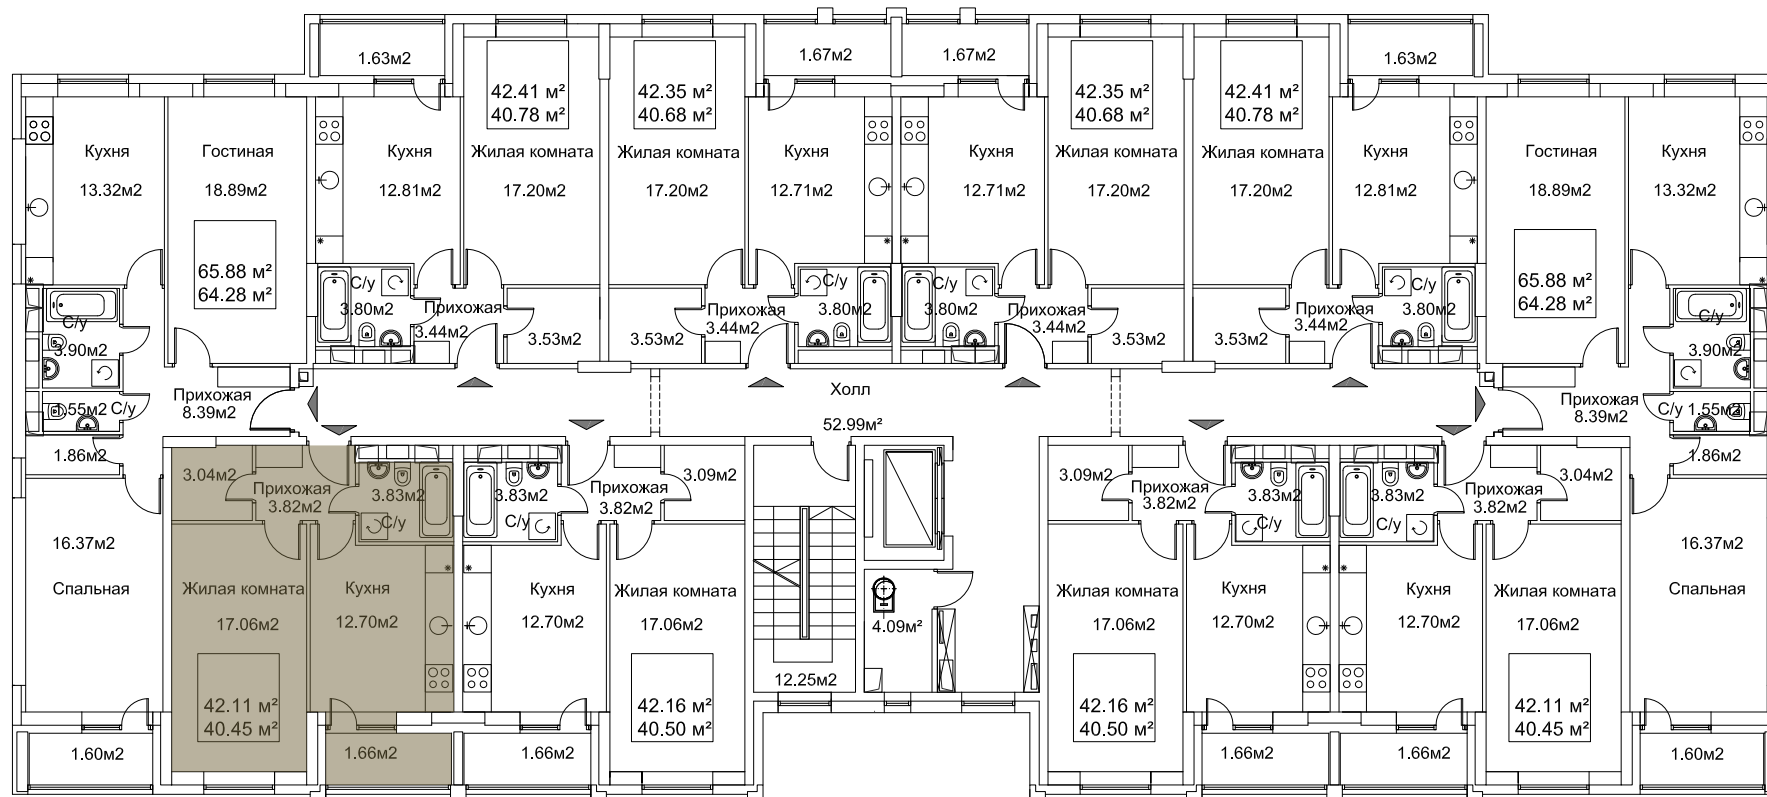 1.63м2
1.67м2
1.67м2
1.63м2
42.41 м²
40.78 м²
42.35 м²
40.68 м²
42.35 м²
40.68 м²
42.41 м²
40.78 м²
Кухня
13.32м2
Гостиная
18.89м2
Кухня
12.81м2
Жилая комната
17.20м2
Жилая комната
17.20м2
Кухня
12.71м2
Кухня
12.71м2
Жилая комната
17.20м2
Жилая комната
17.20м2
Кухня
12.81м2
Гостиная
18.89м2
Кухня
13.32м2
65.88 м²
64.28 м²
65.88 м²
64.28 м²
С/у
3.90м2
С/у
3.80м2
Прихожая
3.44м2
3.53м2
3.53м2
Прихожая
3.44м2
С/у
3.80м2
С/у
3.80м2
Прихожая
3.44м2
3.53м2
3.53м2
Прихожая
3.44м2
С/у
3.80м2
С/у
3.90м2
1.55м2 С/у
Прихожая
8.39м2
Холл
52.99м²
Прихожая
8.39м2
С/у 1.55м2
1.86м2
3.04м2
Прихожая
3.82м2
3.83м2
С/у
3.83м2
С/у
Прихожая
3.82м2
3.09м2
3.09м2
Прихожая
3.82м2
3.83м2
С/у
3.83м2
С/у
Прихожая
3.82м2
3.04м2
1.86м2
16.37м2
Спальная
Жилая комната
17.06м2
Кухня
12.70м2
Кухня
12.70м2
Жилая комната
17.06м2
4.09м²
12.25м2
Жилая комната
17.06м2
Кухня
12.70м2
Кухня
12.70м2
Жилая комната
17.06м2
16.37м2
Спальная
42.11 м²
40.45 м²
42.16 м²
40.50 м²
42.16 м²
40.50 м²
42.11 м²
40.45 м²
1.60м2
1.66м2
1.66м2
1.66м2
1.66м2
1.60м2